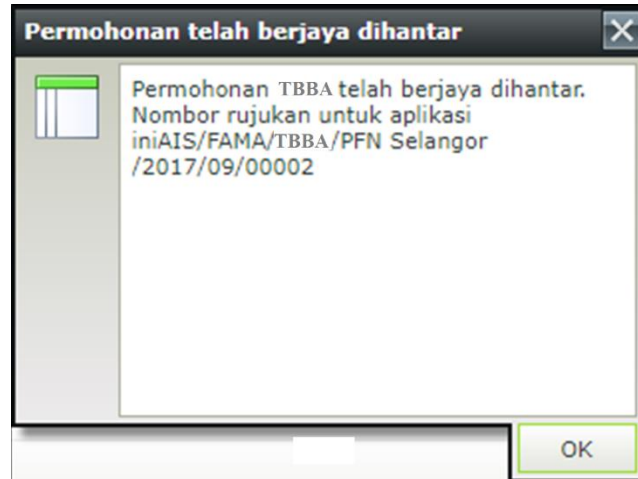 Permohonan telah berjaya dihantar
Permohonan TBBA telah berjaya dihantar.
Nombor rujukan untuk aplikasi
iniAIS/FAMA/TBBA/PFN Selangor
/2017/09/00002
OK